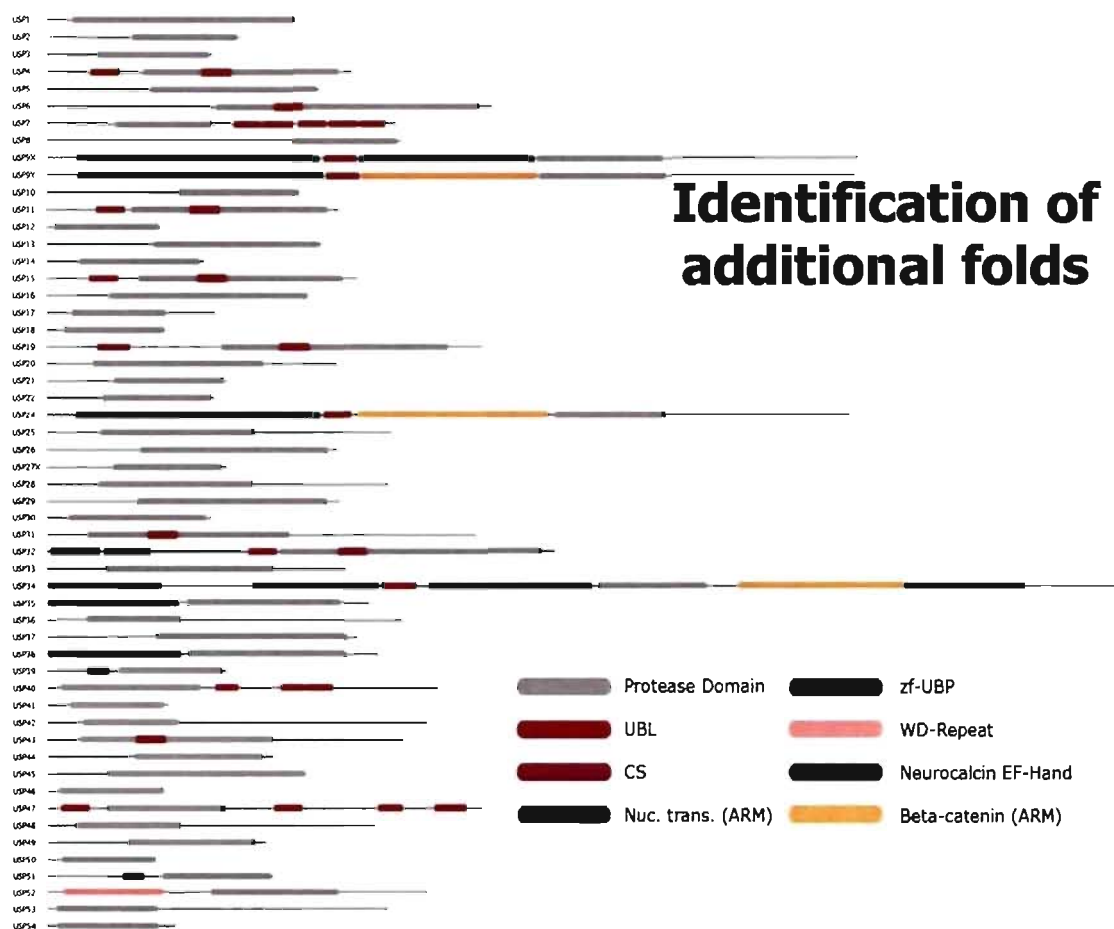 USP1
USP2
USP3
USP4
USP5
USP6
USP7
USP8
USP9X
USP9Y
USP10
Identification of
additional folds
USP11
USP12
USP13
USP14
USP15
USP16
USP17
USP18
USP19
USP20
USP21
USP22
USP24
USP25
USP26
USP27X
USP28
USP29
USP30
USP31
USP32
USP33
USP34
USP35
USP36
USP37
USP38
USP39
USP40
USP41
USP42
USP43
USP44
USP45
USP46
USP47
USP48
USP49
USP50
USP51
USP52
USP53
USP54
Protease Domain
zf-UBP
UBL
WD-Repeat
CS
Neurocalcin EF-Hand
Nuc. trans. (ARM)
Beta-catenin (ARM)